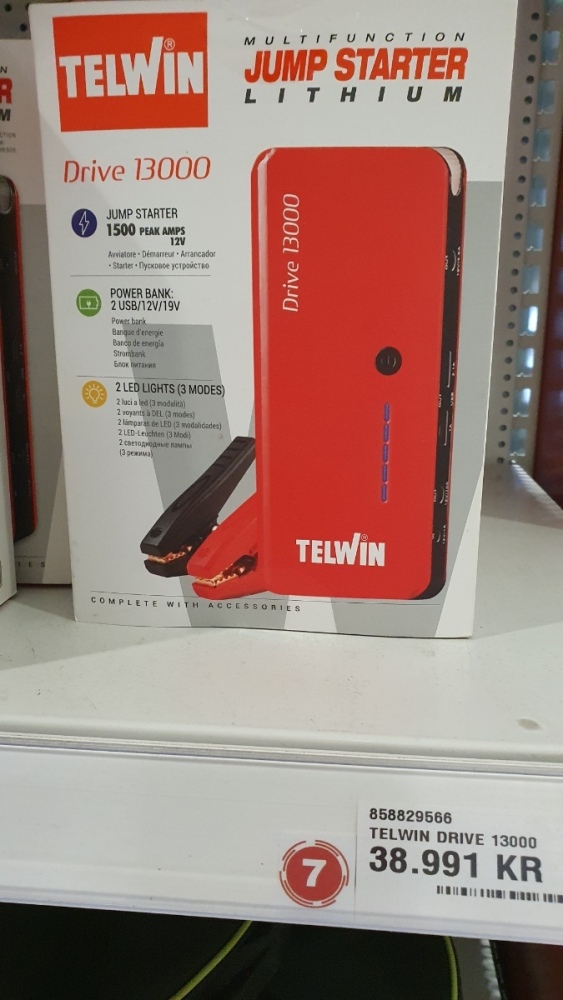 TELWIN®
MULTIFUNCTION
JUMP STARTER
LITHIUM
Drive 13000
JUMP STARTER
1500 PEAK AMPS
12V
Avviatore • Démarreur • Arrancador
• Starter • Пусковое устройство
POWER BANK:
2 USB/12V/19V
Power bank
Banque d'energie
Banco de energía
Strombank
Блок питания
2 LED LIGHTS (3 MODES)
2 luci a led (3 modalità)
2 voyants à DEL (3 modes)
2 lámparas de LED (3 modalidades)
2 LED-Leuchten (3 Modi)
2 светодиодные лампы
(3 режима)
Drive 13000
TELWIN®
COMPLETE WITH ACCESSORIES
7
858829566
TELWIN DRIVE 13000
38.991 KR